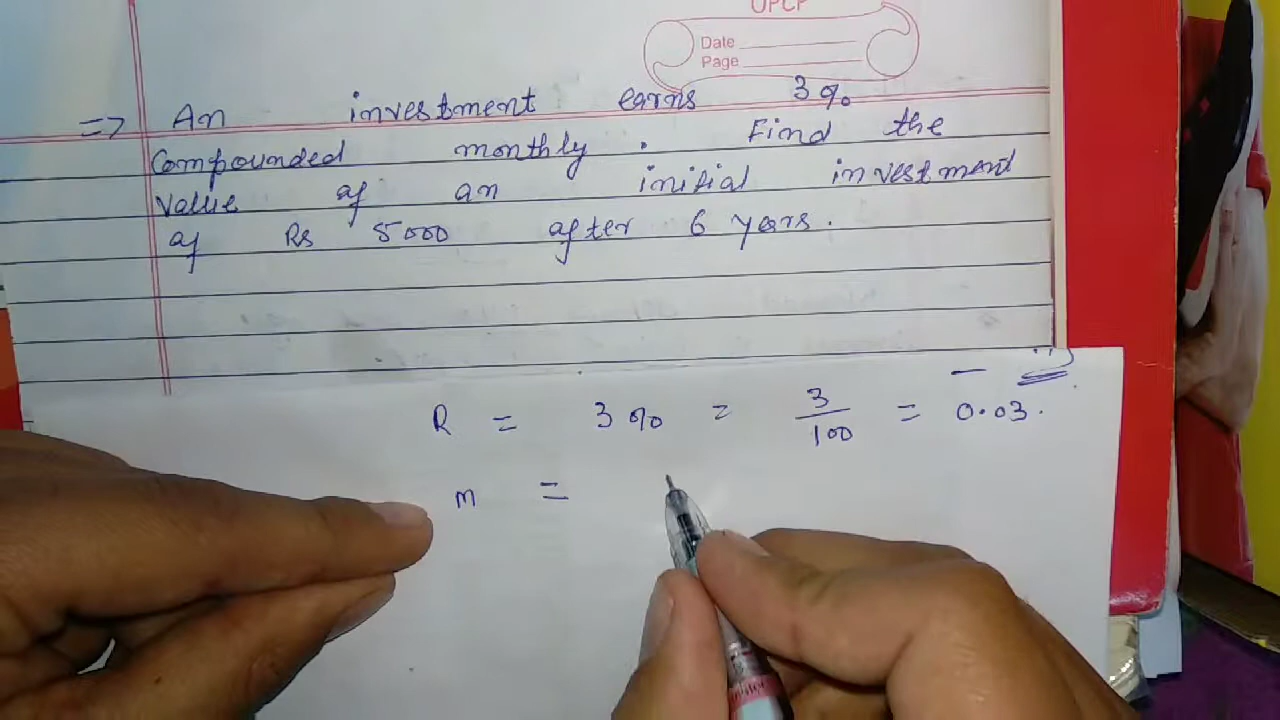 Date
Page
=> An investment earns 3%
Compounded monthly. Find the
value of an initial investment
of Rs 5000 after 6 years.
R = 3% = 3/100 = 0.03.
m =